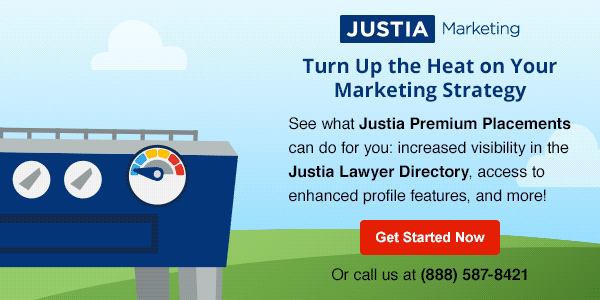 JUSTIA Marketing
Turn Up the Heat on Your
Marketing Strategy
See what Justia Premium Placements
can do for you: increased visibility in the
Justia Lawyer Directory, access to
enhanced profile features, and more!
Get Started Now
Or call us at (888) 587-8421